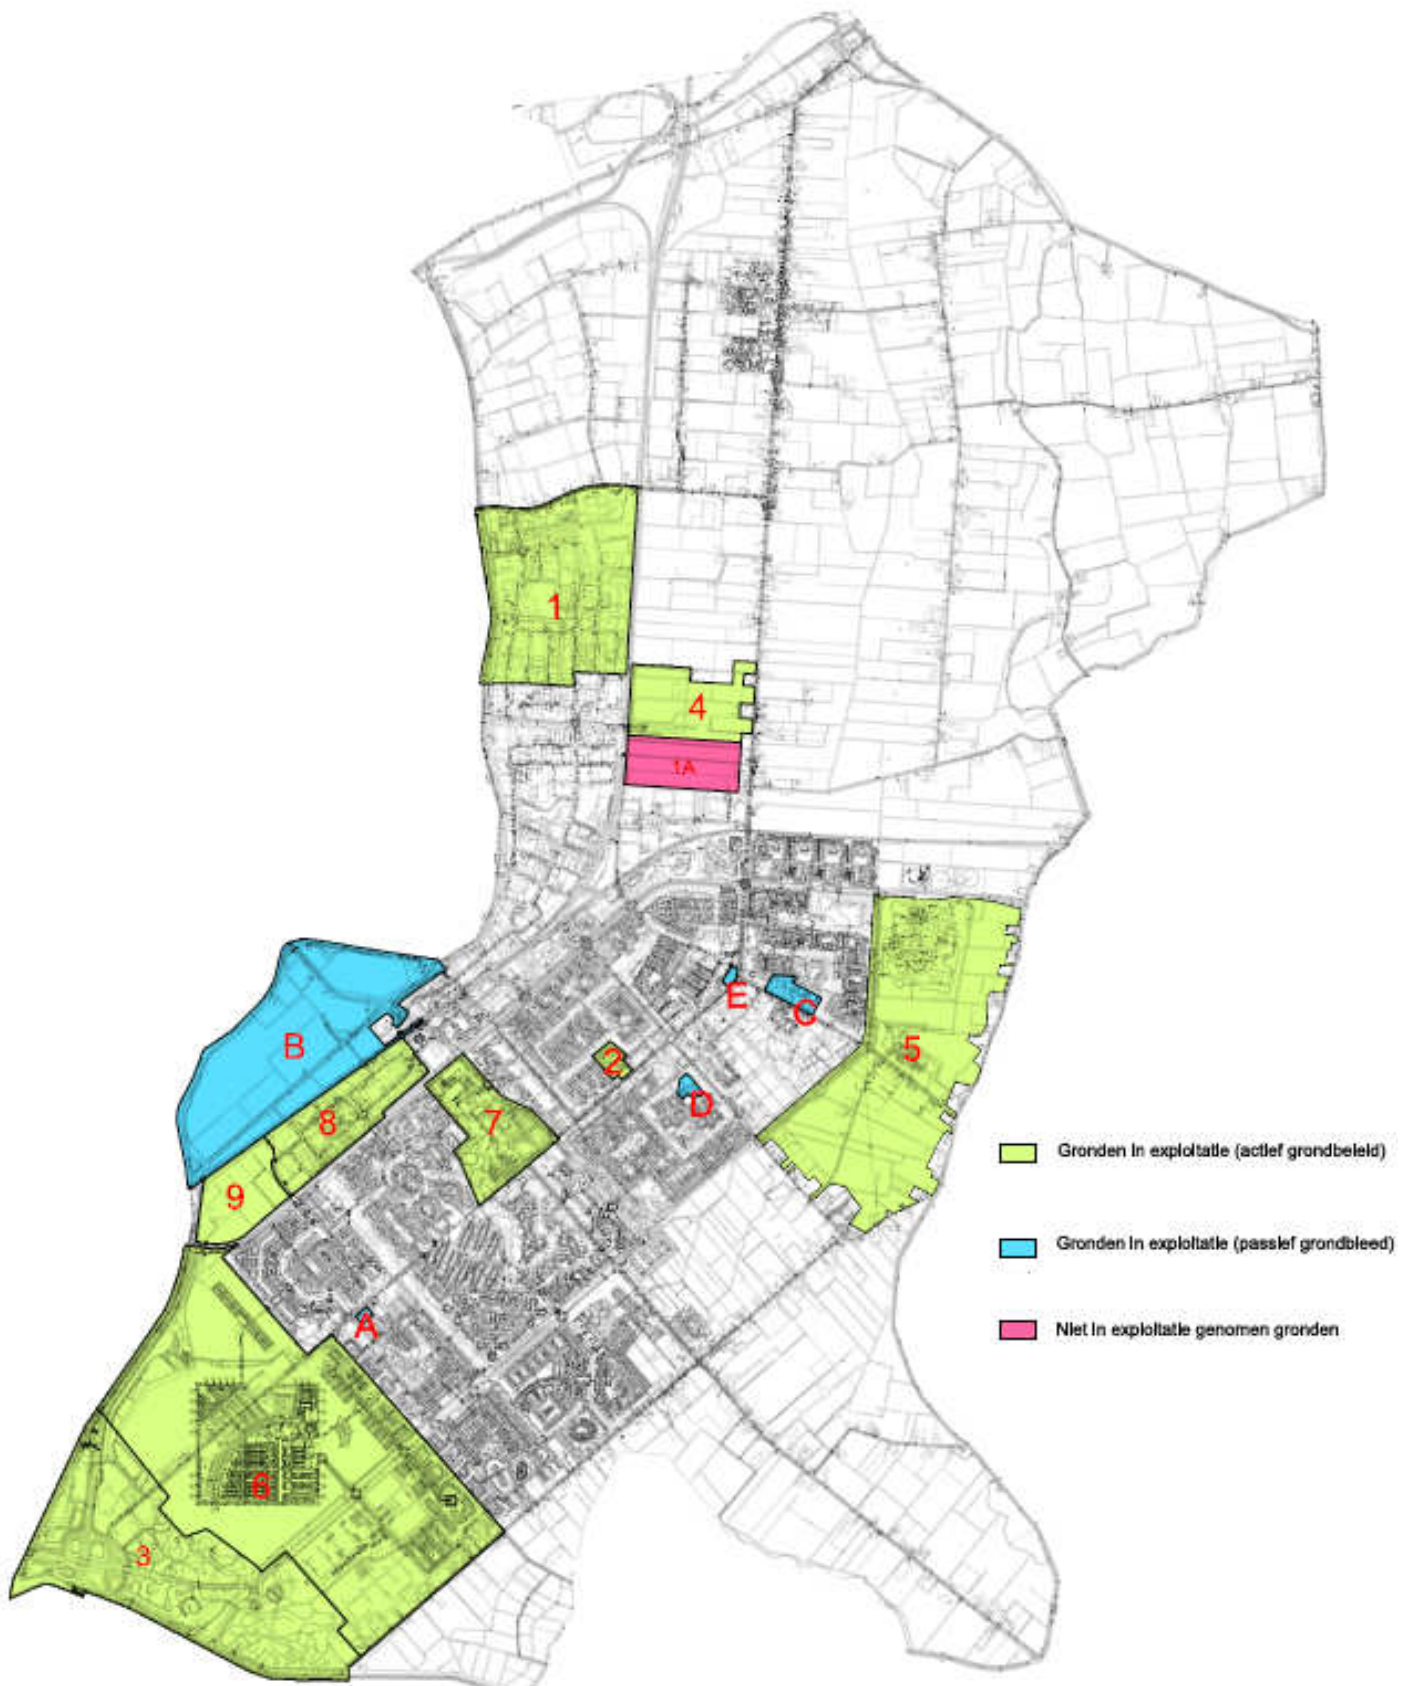 1
4
1A
B
E
C
2
5
D
8
7
9
A
6
3
Gronden in exploitatie (actief grondbeleid)
Gronden in exploitatie (passief grondbleed)
Niet in exploitatie genomen gronden